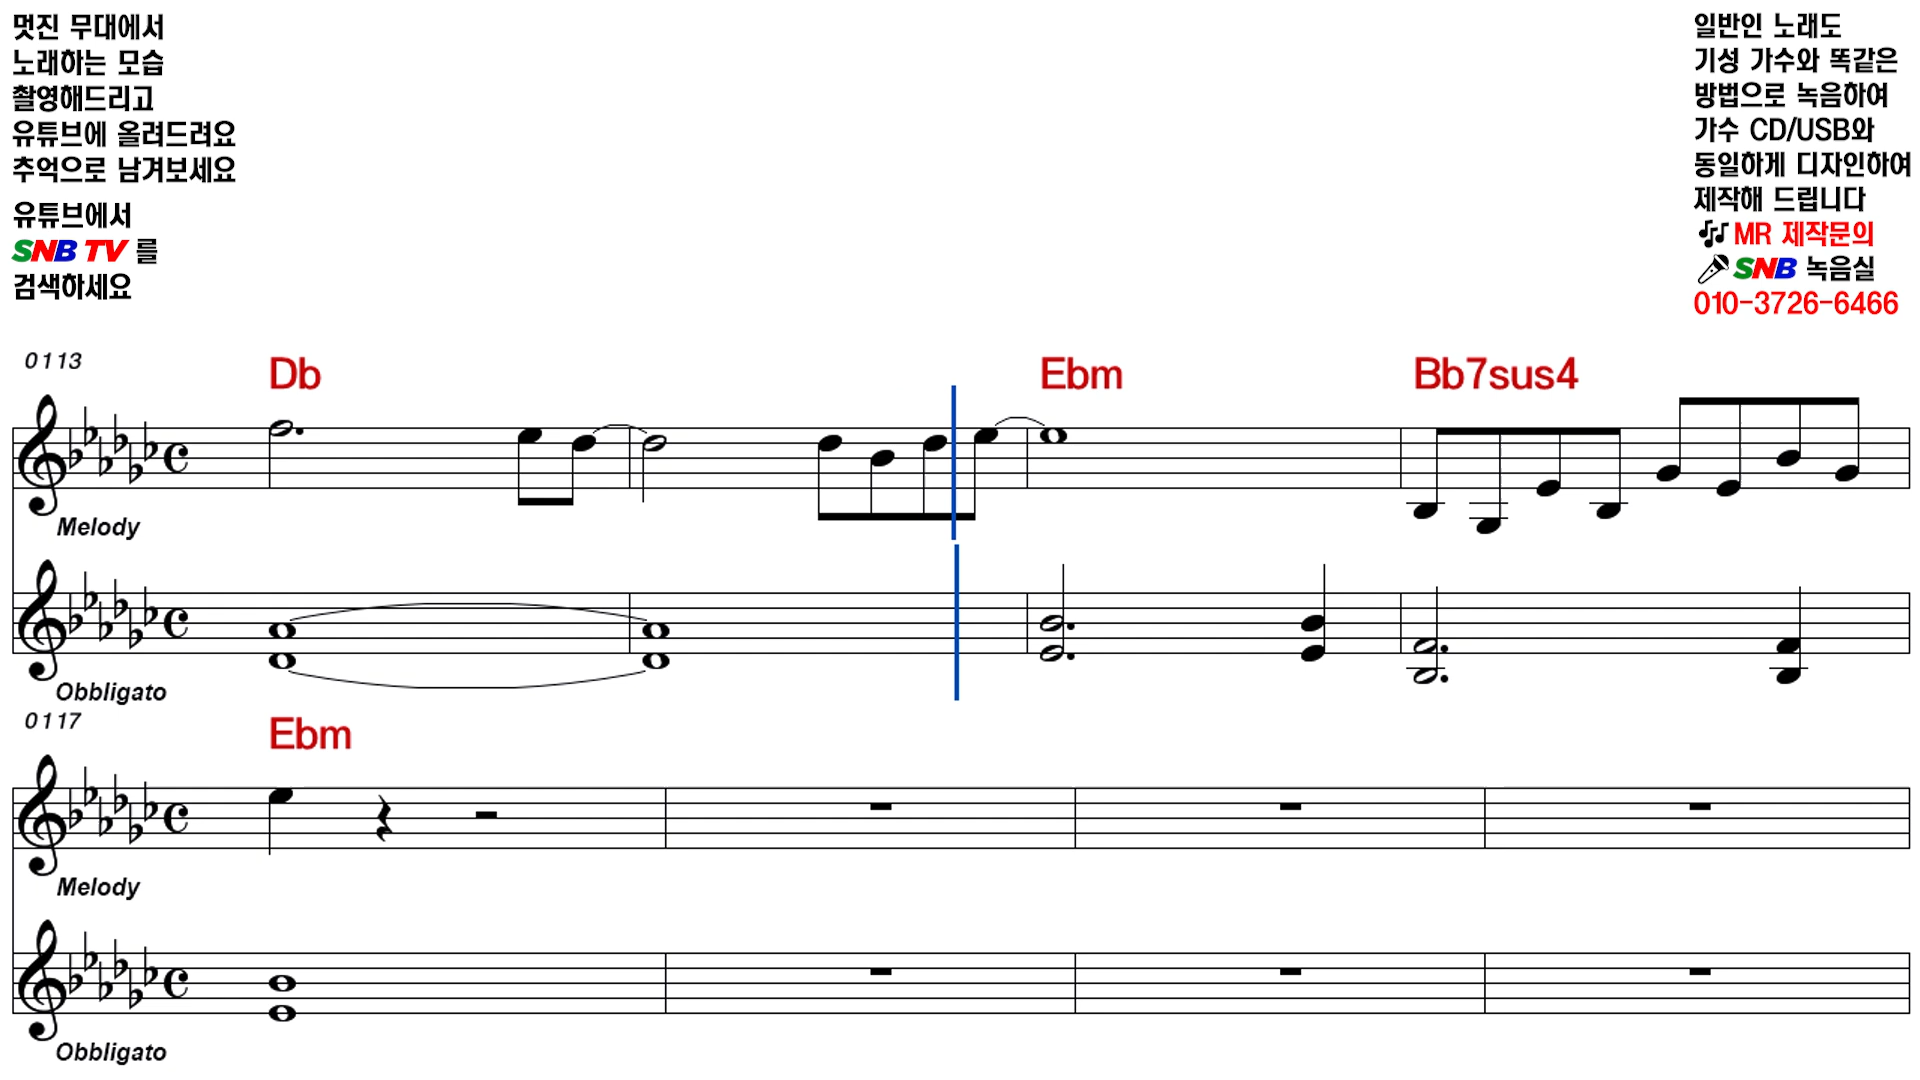 멋진 무대에서
노래하는 모습
촬영해드리고
유튜브에 올려드려요
추억으로 남겨보세요
유튜브에서
SNB TV 를
검색하세요
일반인 노래도
기성 가수와 똑같은
방법으로 녹음하여
가수 CD/USB와
동일하게 디자인하여
제작해 드립니다
MR 제작문의
SNB 녹음실
010-3726-6466
0113
Db Ebm Bb7sus4
Melody
Obbligato
0117
Ebm
Melody
Obbligato